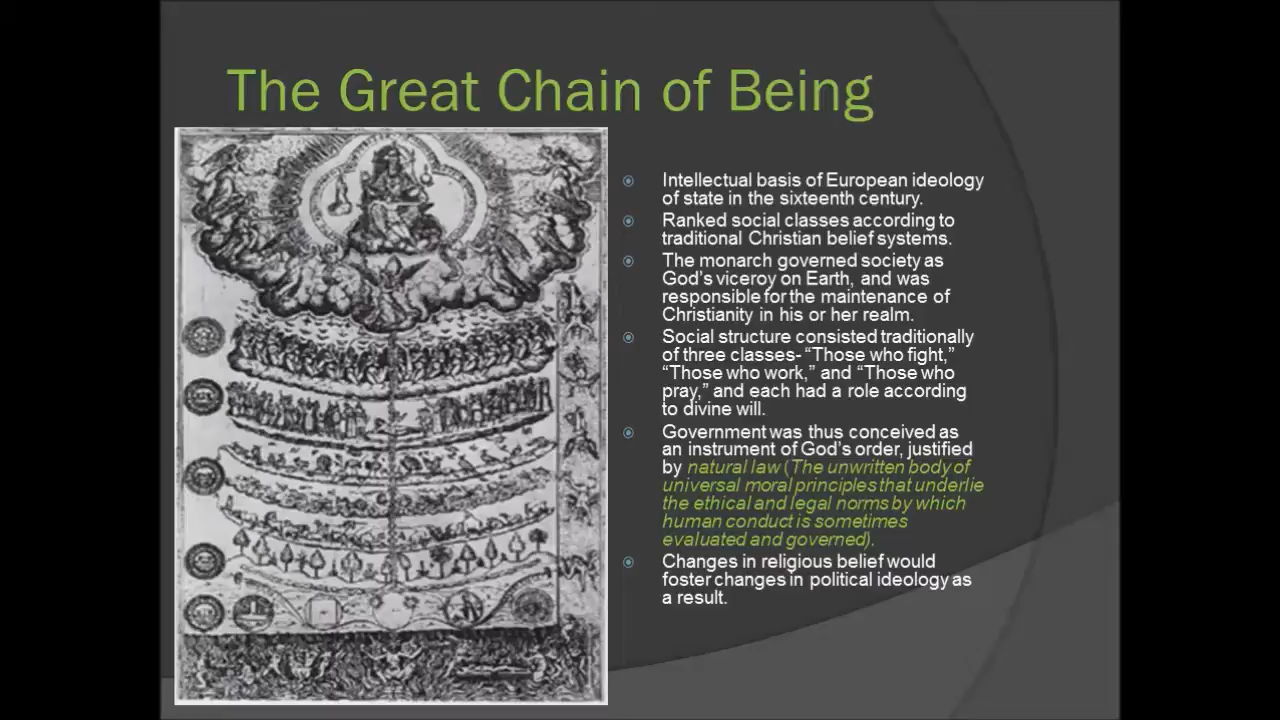 The Great Chain of Being
Intellectual basis of European ideology
of state in the sixteenth century.
Ranked social classes according to
traditional Christian belief systems.
The monarch governed society as
God's viceroy on Earth, and was
responsible for the maintenance of
Christianity in his or her realm.
Social structure consisted traditionally
of three classes- “Those who fight,”
“Those who work,” and “Those who
pray,” and each had a role according
to divine will.
Government was thus conceived as
an instrument of God's order, justified
by natural law (The unwritten body of
universal moral principles that underlie
the ethical and legal norms by which
human conduct is sometimes
evaluated and governed).
Changes in religious belief would
foster changes in political ideology as
a result.